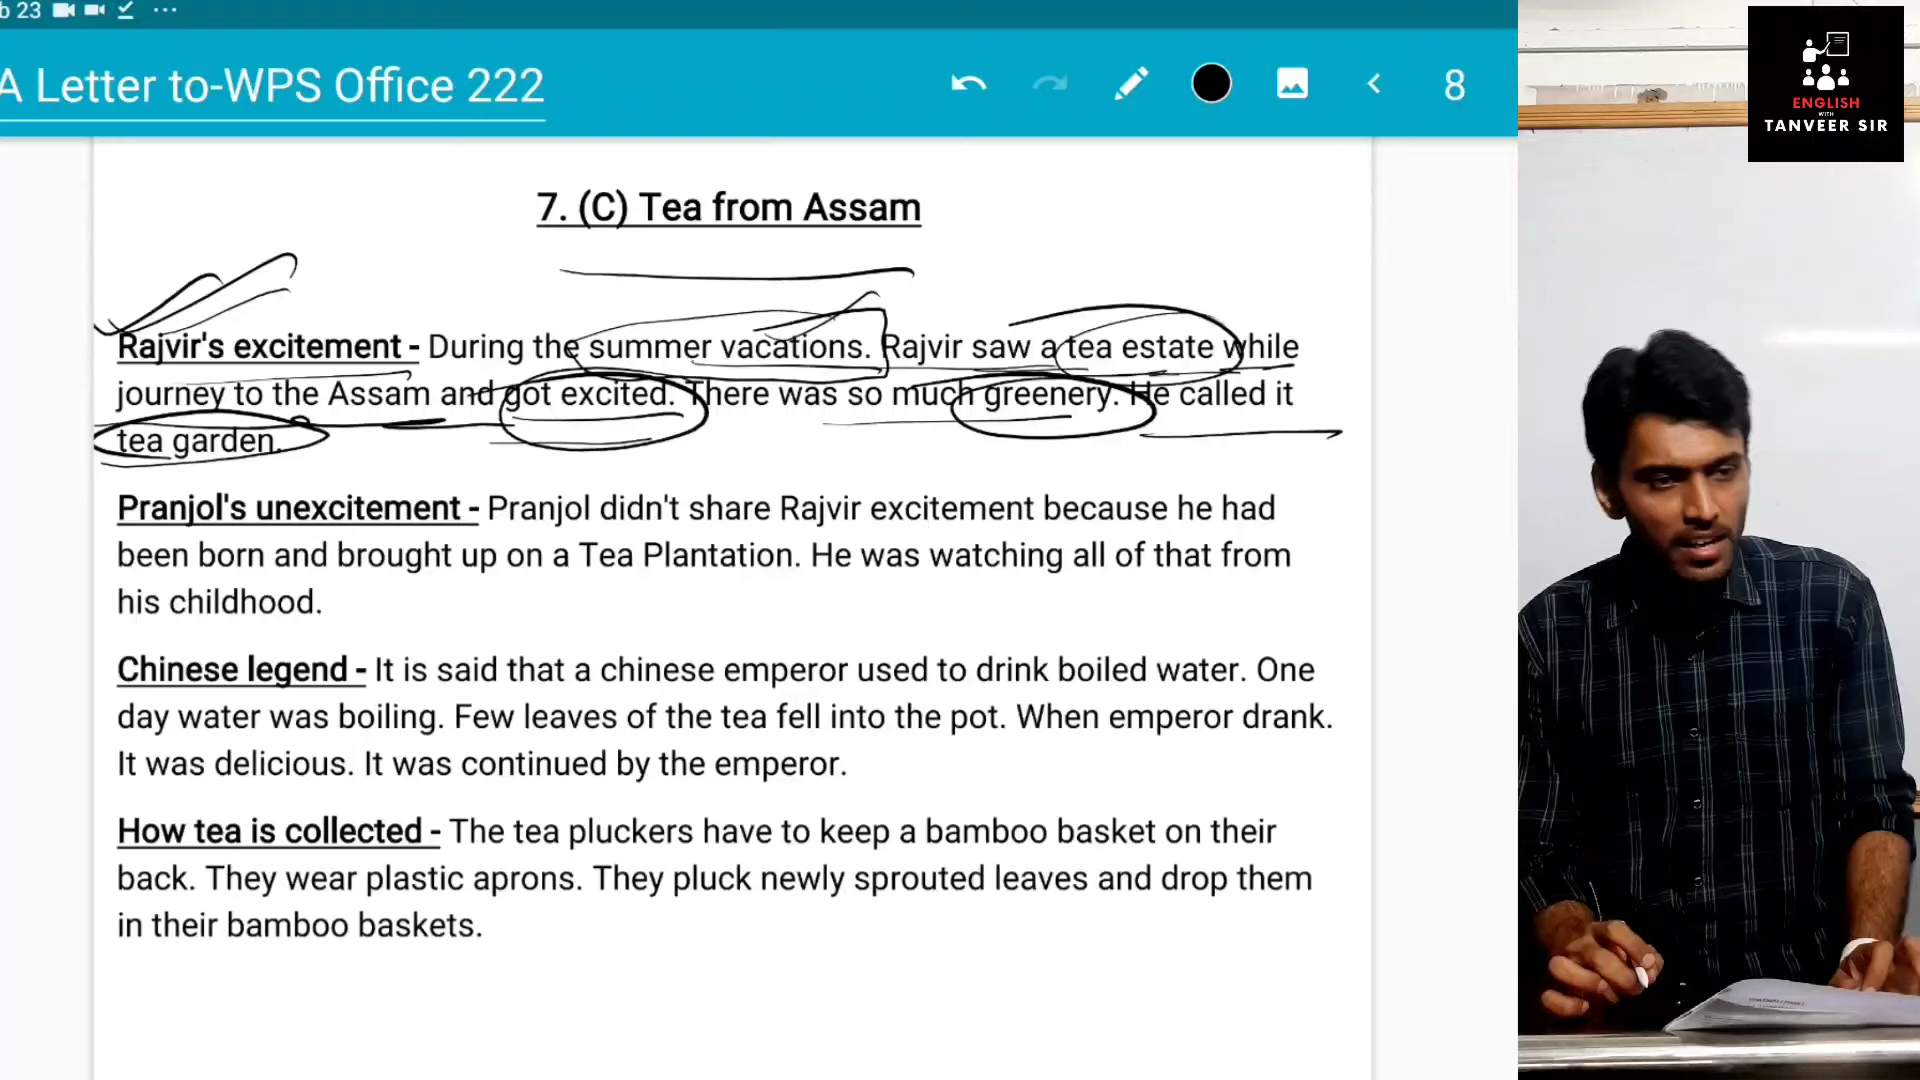 b 23
A Letter to-WPS Office 222
8
ENGLISH
WITH
TANVEER SIR
7. (C) Tea from Assam
Rajvir's excitement - During the summer vacations. Rajvir saw a tea estate while
journey to the Assam and got excited. There was so much greenery. He called it
tea garden.
Pranjol's unexcitement - Pranjol didn't share Rajvir excitement because he had
been born and brought up on a Tea Plantation. He was watching all of that from
his childhood.
Chinese legend - It is said that a chinese emperor used to drink boiled water. One
day water was boiling. Few leaves of the tea fell into the pot. When emperor drank.
It was delicious. It was continued by the emperor.
How tea is collected - The tea pluckers have to keep a bamboo basket on their
back. They wear plastic aprons. They pluck newly sprouted leaves and drop them
in their bamboo baskets.